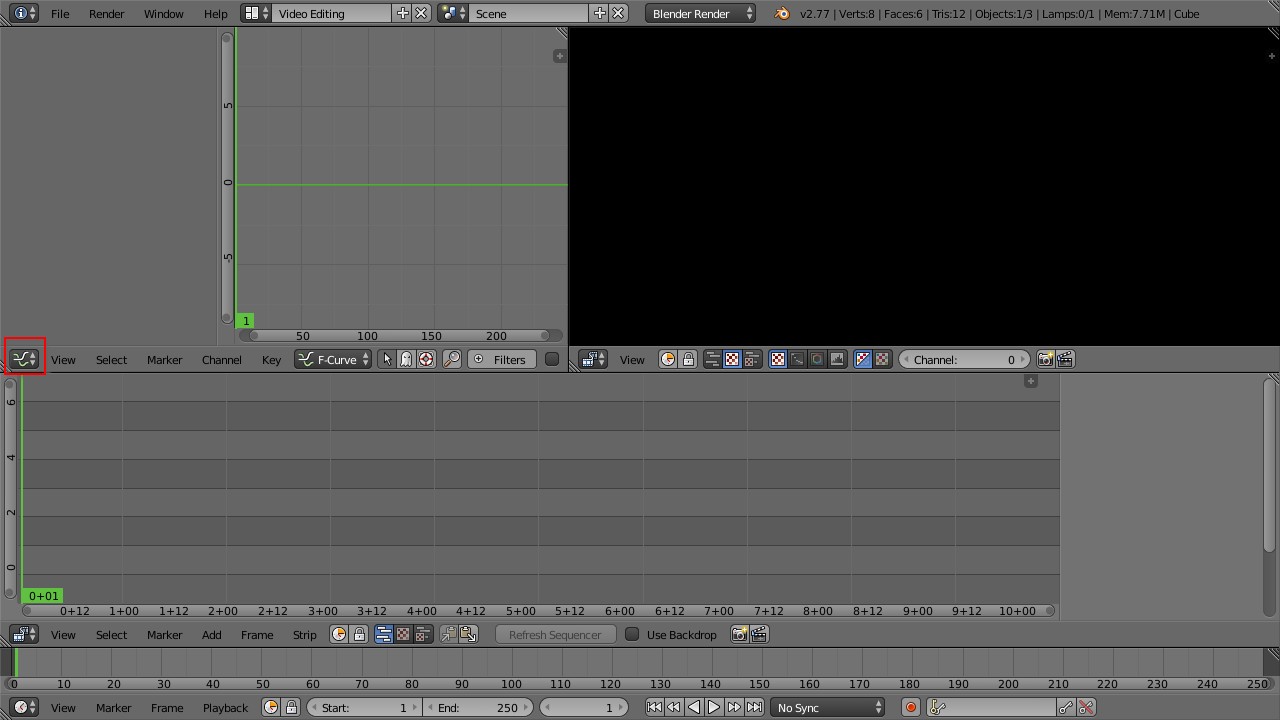 File Render Window Help Video Editing Scene Blender Render v2.77 | Verts:8 | Faces:6 | Tris:12 | Objects:1/3 | Lamps:0/1 | Mem:7.71M | Cube
5
0
-5
1
50 100 150 200
View Select Marker Channel Key F-Curve Filters
View Channel: 0
6
4
2
0
0+01
0+12 1+00 1+12 2+00 2+12 3+00 3+12 4+00 4+12 5+00 5+12 6+00 6+12 7+00 7+12 8+00 8+12 9+00 9+12 10+00
View Select Marker Add Frame Strip Refresh Sequencer Use Backdrop
0 10 20 30 40 50 60 70 80 90 100 110 120 130 140 150 160 170 180 190 200 210 220 230 240 250
View Marker Frame Playback Start: 1 End: 250 1 No Sync